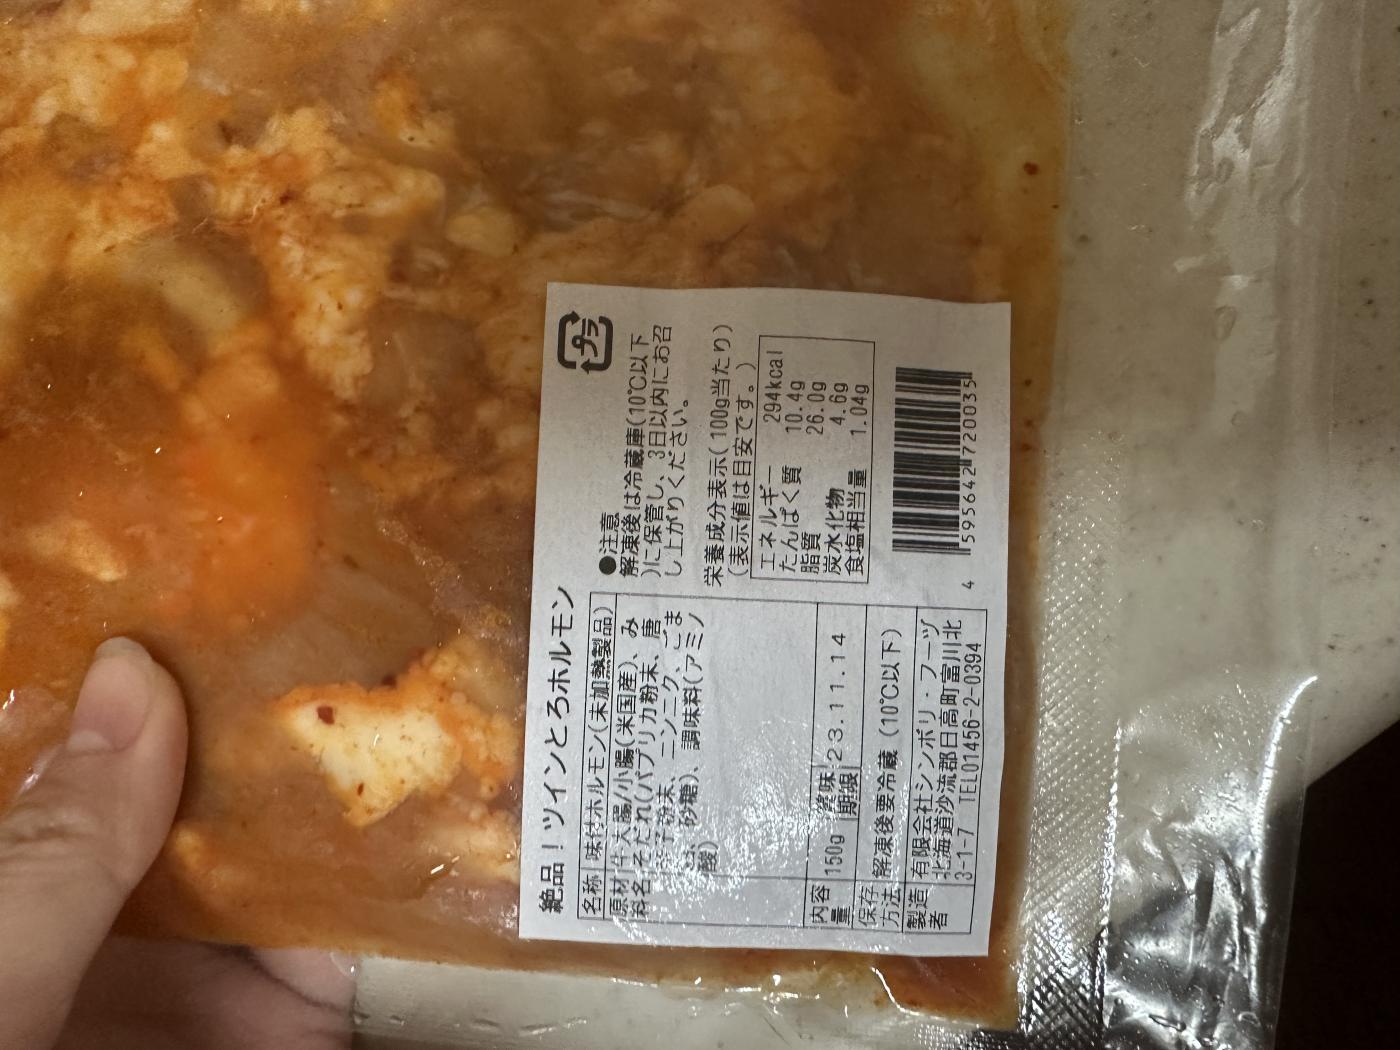 絶品！ツインとろホルモン
名称 味付ホルモン(未加熱製品)
原材料名 牛大腸/小腸(米国産)、み
そだれ(パプリカ粉末、唐
粉末、ニンニク、ごま
砂糖)、調味料(アミノ
酸)
内容量 150g 賞味期限 23.11.14
保存方法 解凍後要冷蔵(10℃以下)
製造者 有限会社シンボリ・フーヅ
北海道沙流郡日高町富川北
3-1-7 TEL01456-2-0394
プラ
●注意
解凍後は冷蔵庫(10℃以下
)に保管し、3日以内にお召
し上がりください。
栄養成分表示(100g当たり)
(表示値は目安です。)
エネルギー 294kcal
たんぱく質 10.4g
脂質 26.0g
炭水化物 4.6g
食塩相当量 1.04g
4 595642 720035